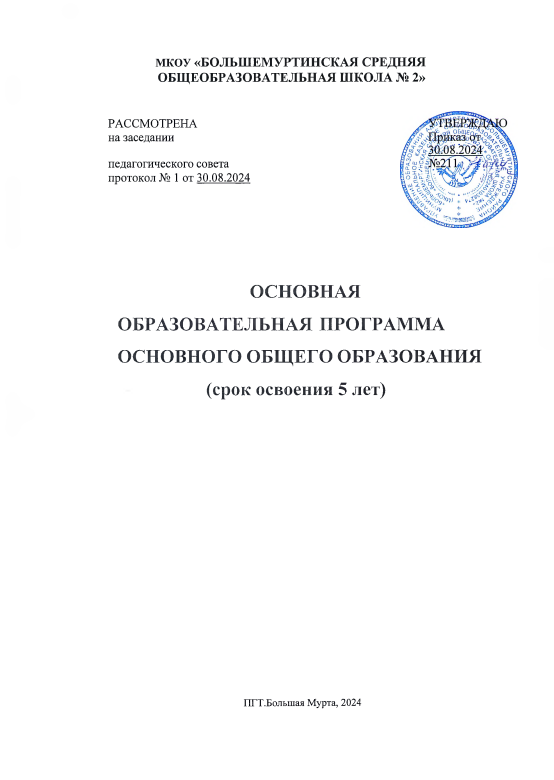 МКОУ «БОЛЬШЕМУРТИНСКАЯ СРЕДНЯЯ
ОБЩЕОБРАЗОВАТЕЛЬНАЯ ШКОЛА № 2»
РАССМОТРЕНА
на заседании
педагогического совета
протокол № 1 от 30.08.2024
УТВЕРЖДАЮ
Приказ от
30.08.2024
№211
ОСНОВНАЯ
ОБРАЗОВАТЕЛЬНАЯ ПРОГРАММА
ОСНОВНОГО ОБЩЕГО ОБРАЗОВАНИЯ
(срок освоения 5 лет)
ПГТ.Большая Мурта, 2024